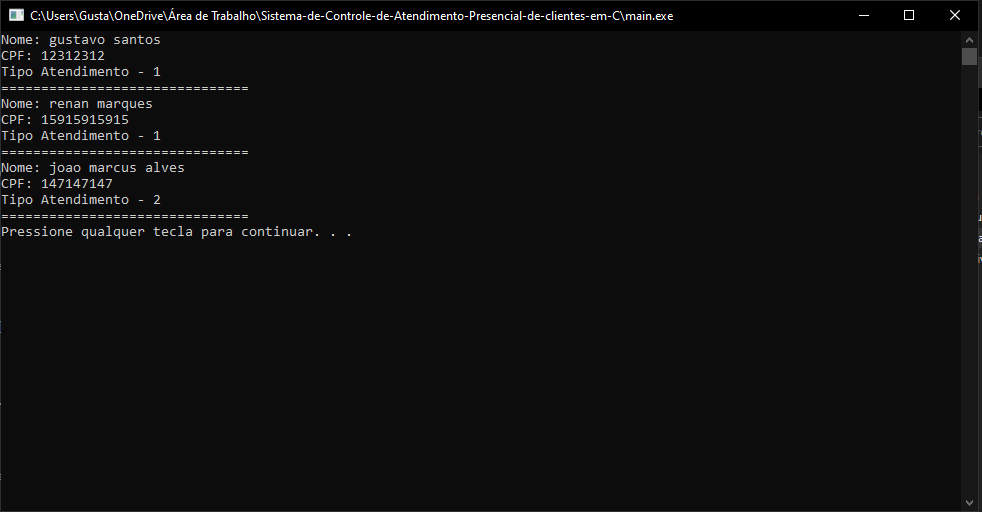 C:\Users\Gusta\OneDrive\Área de Trabalho\Sistema-de-Controle-de-Atendimento-Presencial-de-clientes-em-C\main.exe
Nome: gustavo santos
CPF: 12312312
Tipo Atendimento - 1
===============================
Nome: renan marques
CPF: 15915915915
Tipo Atendimento - 1
===============================
Nome: joao marcus alves
CPF: 147147147
Tipo Atendimento - 2
===============================
Pressione qualquer tecla para continuar. . .